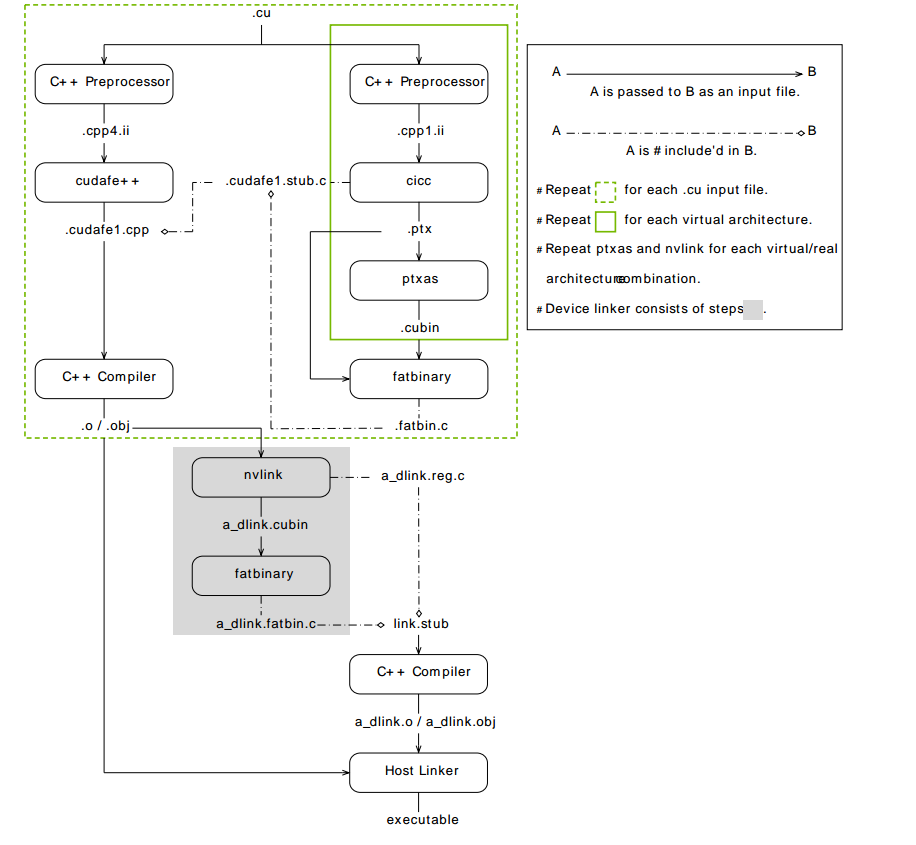 .cu
C++ Preprocessor
C++ Preprocessor
.cpp4.ii
.cpp1.ii
cudafe++
.cudafe1.stub.c
cicc
.cudafe1.cpp
.ptx
ptxas
.cubin
C++ Compiler
fatbinary
.o / .obj
.fatbin.c
nvlink
a_dlink.reg.c
a_dlink.cubin
fatbinary
a_dlink.fatbin.c
link.stub
C++ Compiler
a_dlink.o / a_dlink.obj
Host Linker
executable
A B
A is passed to B as an input file.
A B
A is # include'd in B.
# Repeat for each .cu input file.
# Repeat for each virtual architecture.
# Repeat ptxas and nvlink for each virtual/real
architecture combination.
# Device linker consists of steps .